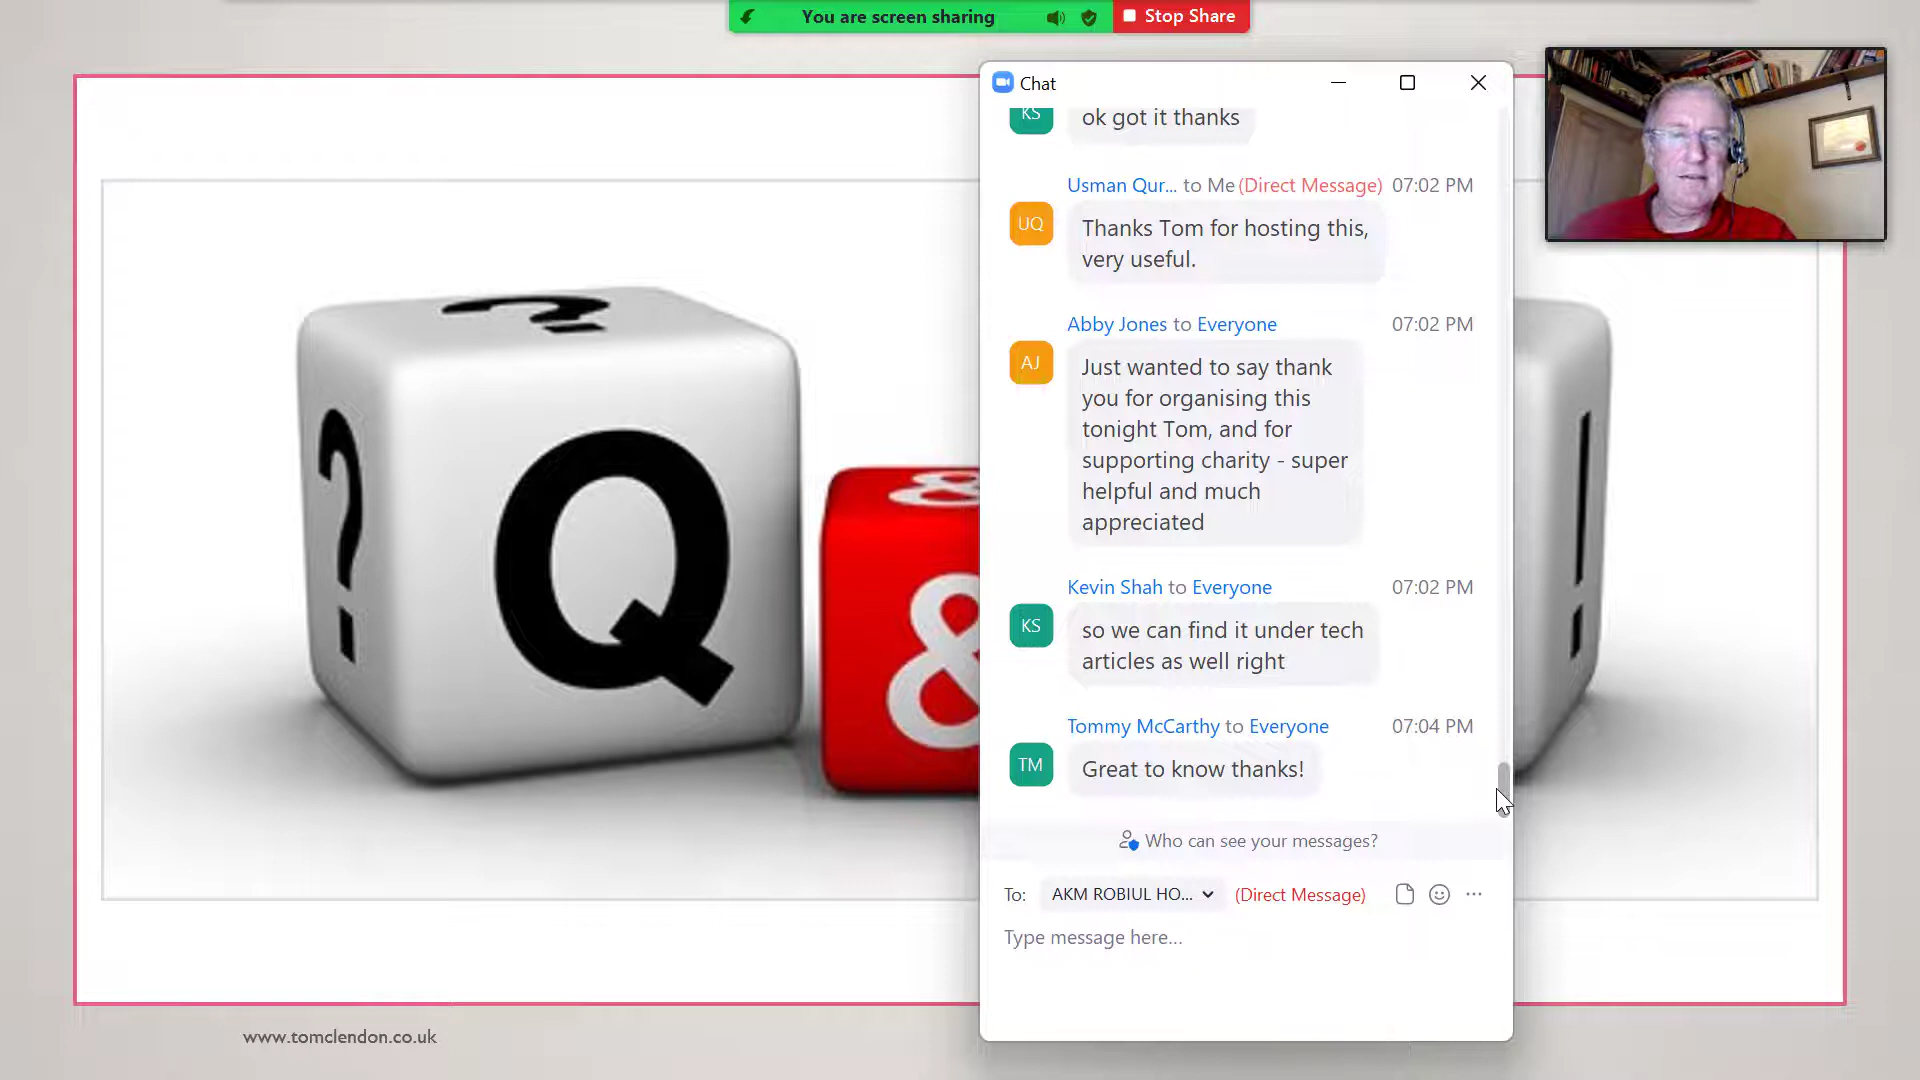 You are screen sharing
Stop Share
Chat
KS
ok got it thanks
Usman Qur... to Me (Direct Message) 07:02 PM
UQ
Thanks Tom for hosting this,
very useful.
Abby Jones to Everyone 07:02 PM
AJ
Just wanted to say thank
you for organising this
tonight Tom, and for
supporting charity - super
helpful and much
appreciated
Kevin Shah to Everyone 07:02 PM
KS
so we can find it under tech
articles as well right
Tommy McCarthy to Everyone 07:04 PM
TM
Great to know thanks!
Who can see your messages?
To: AKM ROBIUL HO... (Direct Message)
Type message here...
?
? Q
&
&
!
www.tomclendon.co.uk